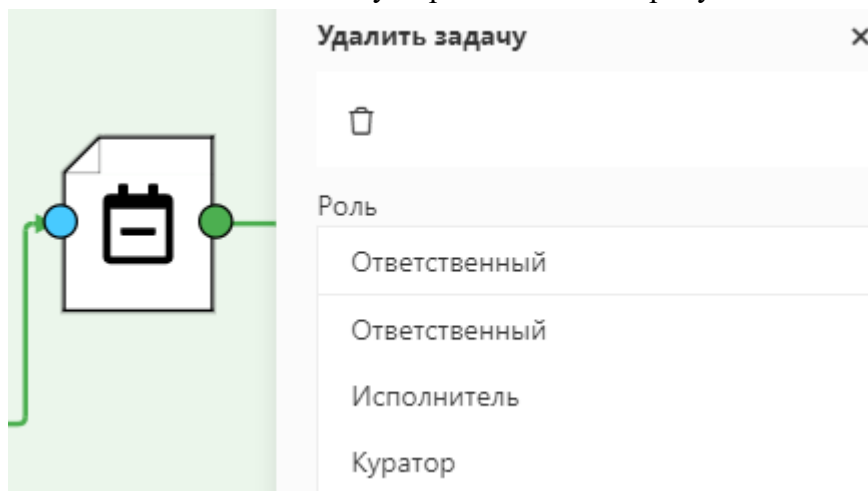 Удалить задачу
Роль
Ответственный
Ответственный
Исполнитель
Куратор